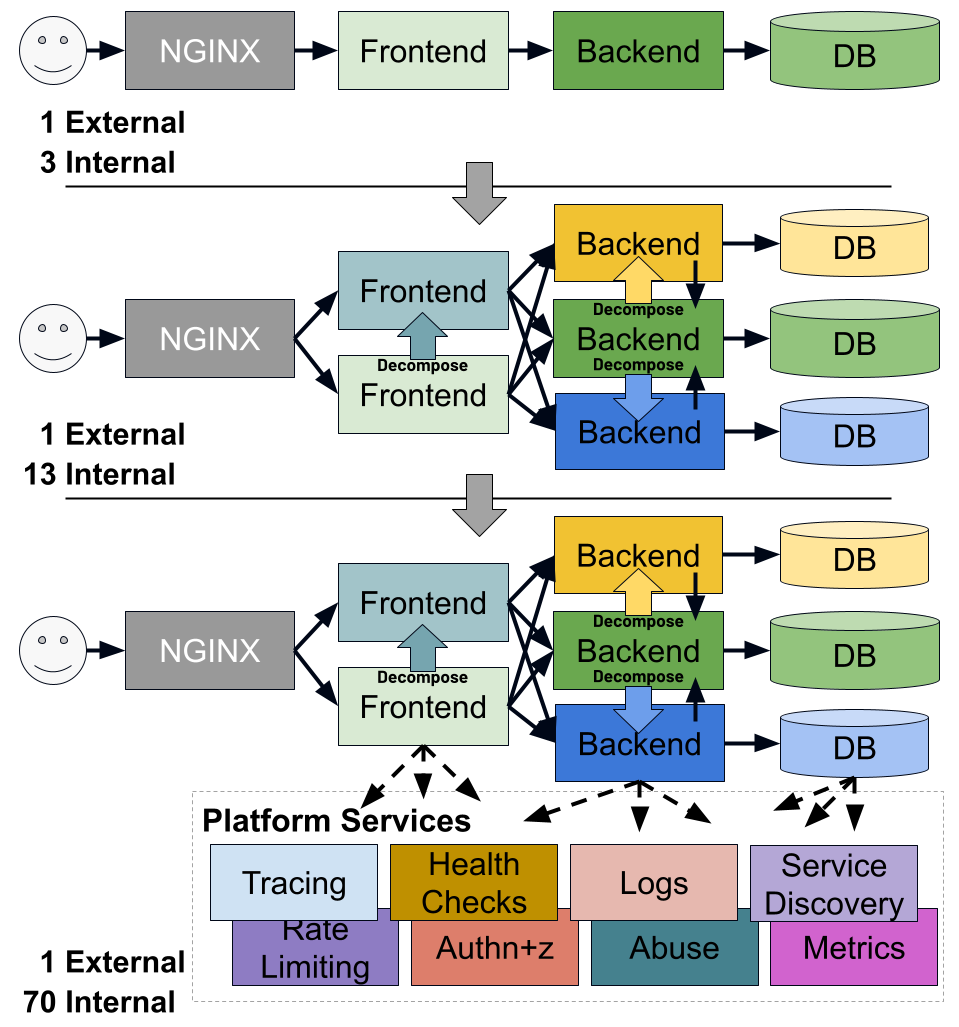 NGINX
Frontend
Backend
DB
1 External
3 Internal
Backend
DB
Frontend
Decompose
NGINX
Backend
DB
Decompose
Decompose
Frontend
Backend
DB
1 External
13 Internal
Backend
DB
Frontend
Decompose
NGINX
Backend
DB
Decompose
Decompose
Frontend
Backend
DB
Platform Services
Tracing
Health
Checks
Logs
Service
Discovery
Rate
Limiting
Authn+z
Abuse
Metrics
1 External
70 Internal